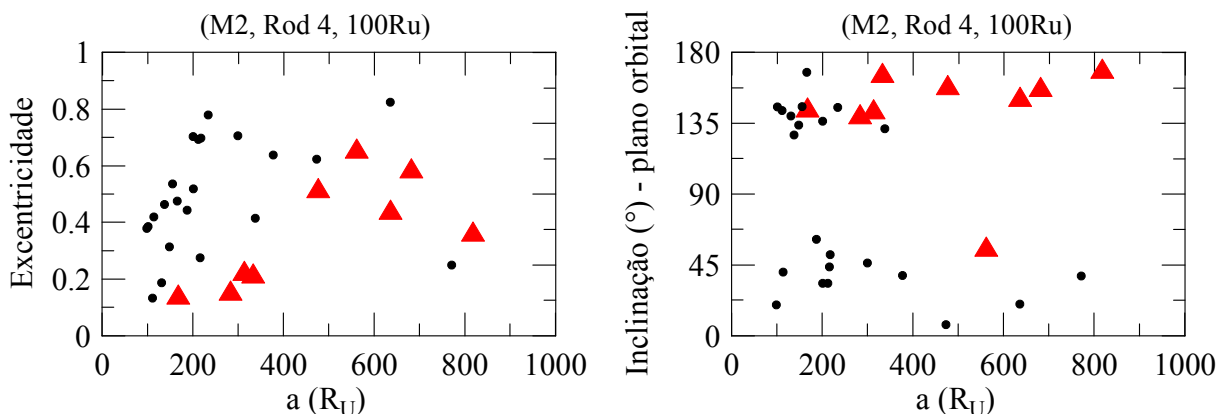 (M2, Rod 4, 100Ru)
Excentricidade
1
0.8
0.6
0.4
0.2
0
0 200 400 600 800 1000
a (R_U)
(M2, Rod 4, 100Ru)
Inclinação (°) - plano orbital
180
135
90
45
0
0 200 400 600 800 1000
a (R_U)